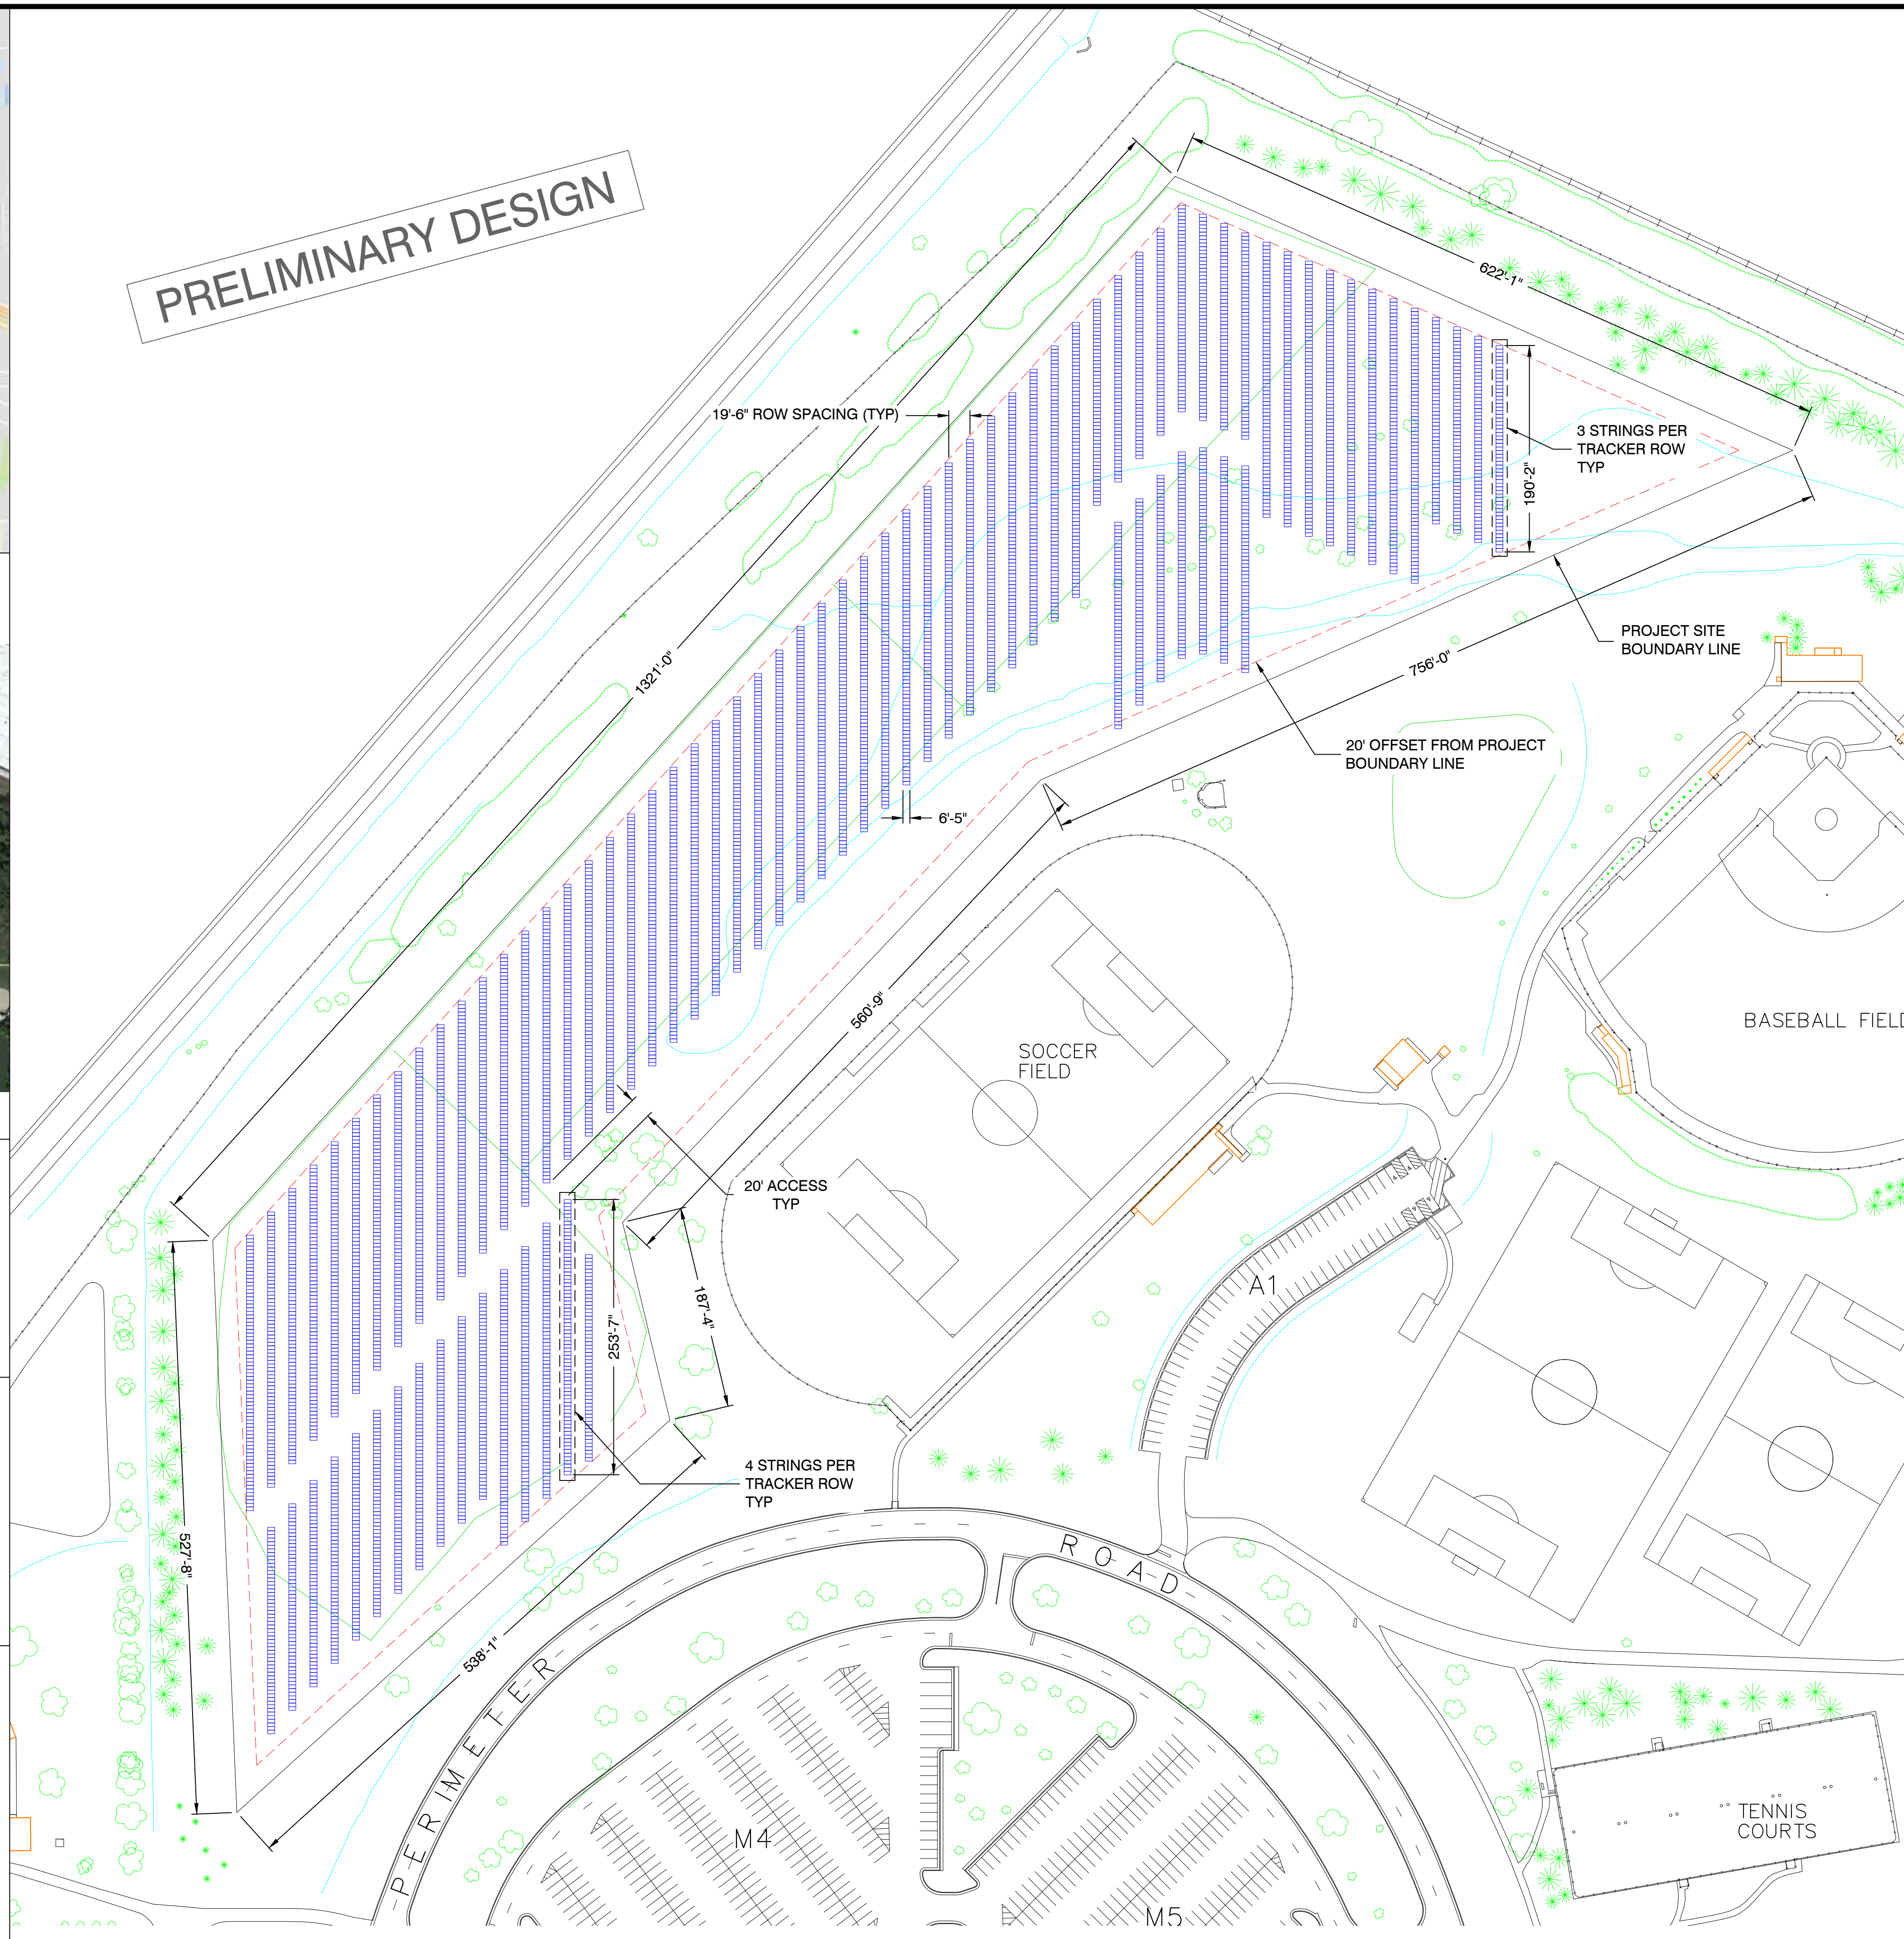 PRELIMINARY DESIGN
622'-1"
19'-6" ROW SPACING (TYP)
3 STRINGS PER
TRACKER ROW
TYP
190'-2"
1321'-0"
PROJECT SITE
BOUNDARY LINE
756'-0"
20' OFFSET FROM PROJECT
BOUNDARY LINE
6'-5"
560'-9"
SOCCER
FIELD
BASEBALL FIELD
20' ACCESS
TYP
A1
187'-4"
253'-7"
4 STRINGS PER
TRACKER ROW
TYP
527'-8"
538'-1"
PERIMETER ROAD
M4
TENNIS
COURTS
M5